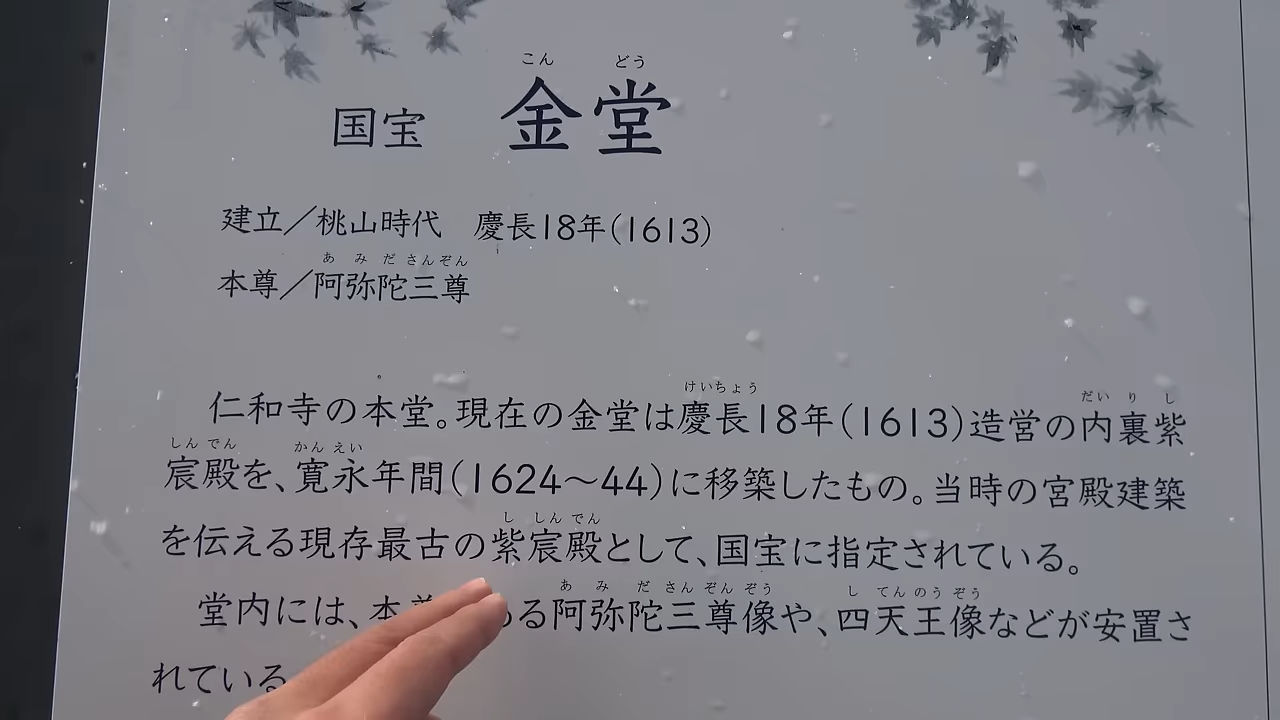 こん どう
国宝 金堂
建立／桃山時代 慶長18年(1613)
あ み だ さんぞん
本尊／阿弥陀三尊
けいちょう だい り し
仁和寺の本堂。現在の金堂は慶長18年(1613)造営の内裏紫
しん でん かん えい
宸殿を、寛永年間(1624～44)に移築したもの。当時の宮殿建築
し しん でん
を伝える現存最古の紫宸殿として、国宝に指定されている。
あ み だ さん ぞん ぞう し てん のう ぞう
堂内には、本尊ある阿弥陀三尊像や、四天王像などが安置さ
れている